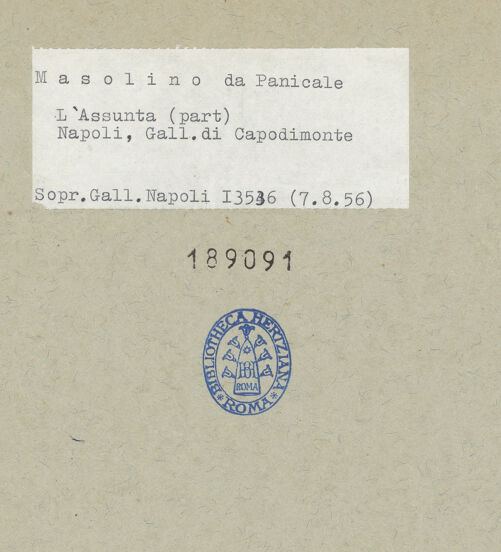 M a s o l i n o  da Panicale
L`Assunta (part)
Napoli, Gall.di Capodimonte
Sopr.Gall.Napoli I3536 (7.8.56)
189091
BIBLIOTHECA HERTZIANA
BH
ROMA
* ROMA *